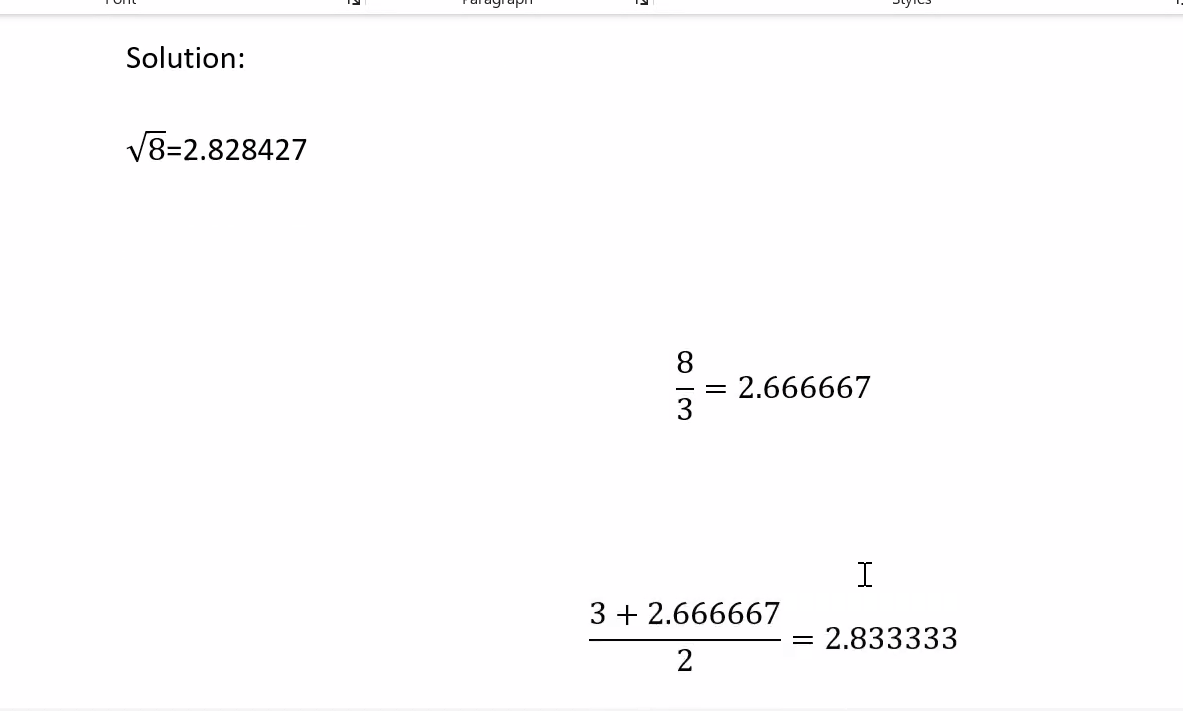 Font Paragraph Styles
Solution:
√8=2.828427
8/3 = 2.666667
(3 + 2.666667)/2 = 2.833333